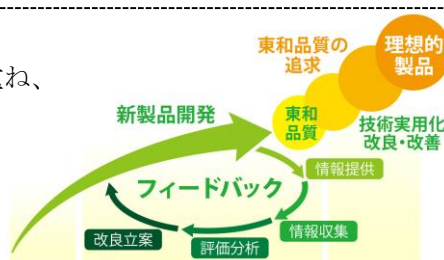 ね、
東和品質の
追求
理想的
製品
新製品開発
東和
品質
技術実用化
改良・改善
情報提供
フィードバック
情報収集
評価分析
改良立案